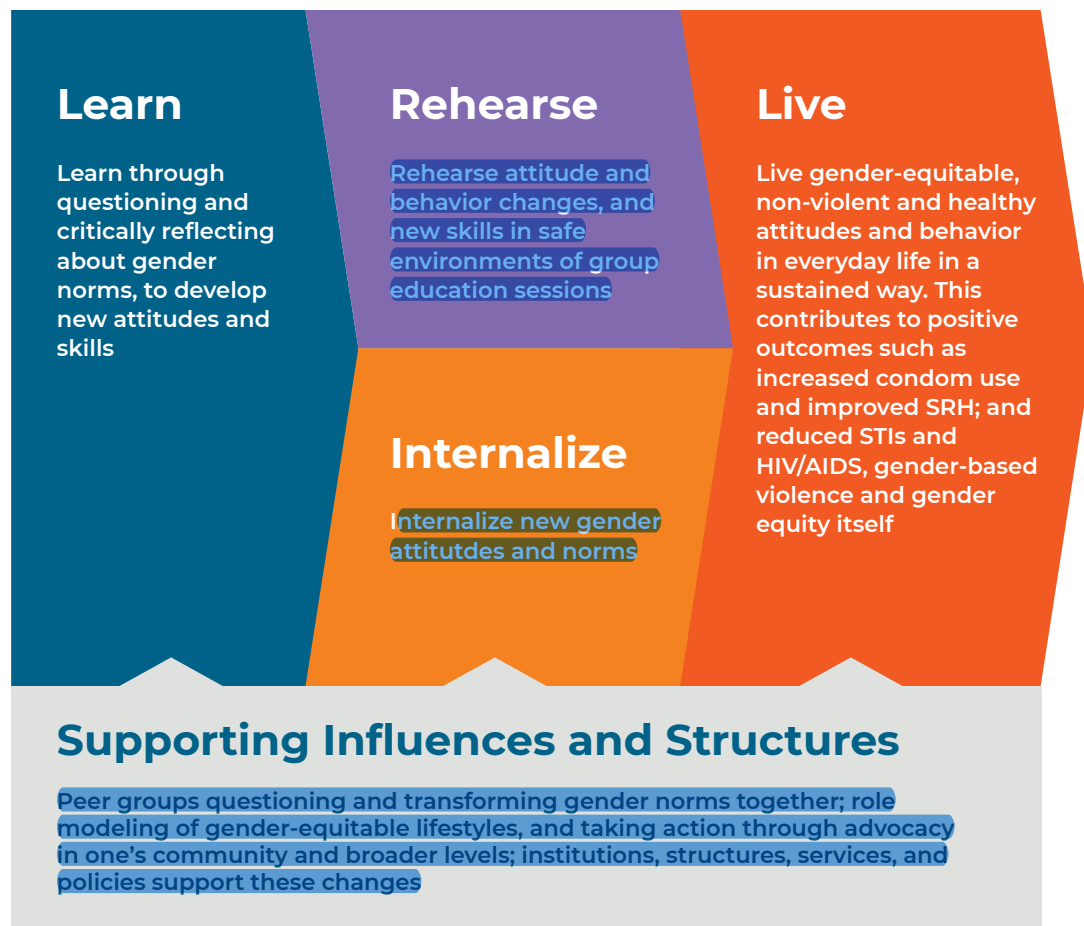 Learn
Learn through
questioning and
critically reflecting
about gender
norms, to develop
new attitudes and
skills
Rehearse
Rehearse attitude and
behavior changes, and
new skills in safe
environments of group
education sessions
Internalize
Internalize new gender
attitutdes and norms
Live
Live gender-equitable,
non-violent and healthy
attitudes and behavior
in everyday life in a
sustained way. This
contributes to positive
outcomes such as
increased condom use
and improved SRH; and
reduced STIs and
HIV/AIDS, gender-based
violence and gender
equity itself
Supporting Influences and Structures
Peer groups questioning and transforming gender norms together; role
modeling of gender-equitable lifestyles, and taking action through advocacy
in one’s community and broader levels; institutions, structures, services, and
policies support these changes